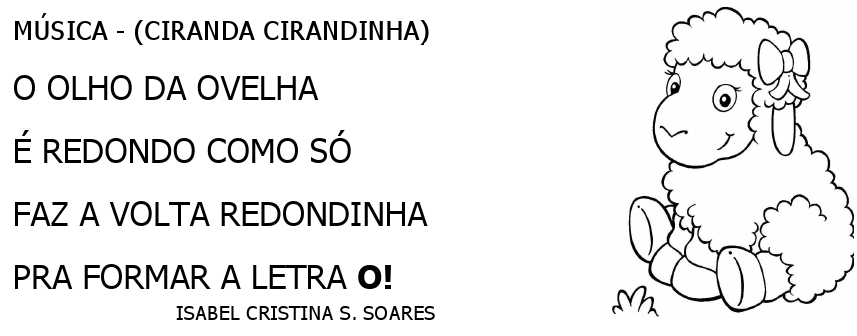 MÚSICA - (CIRANDA CIRANDINHA)
O OLHO DA OVELHA
É REDONDO COMO SÓ
FAZ A VOLTA REDONDINHA
PRA FORMAR A LETRA O!
ISABEL CRISTINA S. SOARES